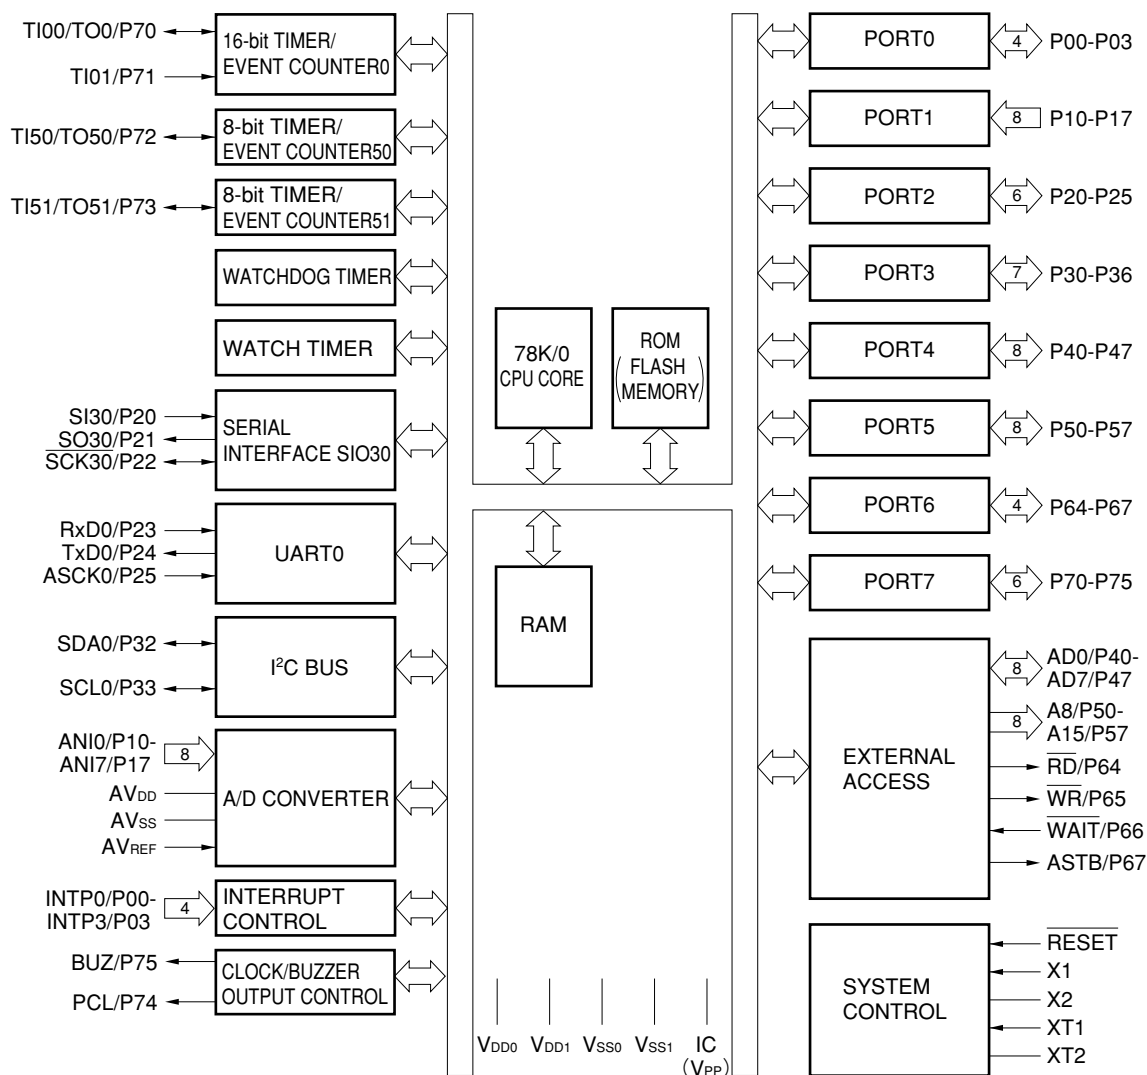 TI00/TO0/P70
TI01/P71
16-bit TIMER/
EVENT COUNTER0
TI50/TO50/P72
8-bit TIMER/
EVENT COUNTER50
TI51/TO51/P73
8-bit TIMER/
EVENT COUNTER51
WATCHDOG TIMER
WATCH TIMER
SI30/P20
SO30/P21
SCK30/P22
SERIAL
INTERFACE SIO30
RxD0/P23
TxD0/P24
ASCK0/P25
UART0
SDA0/P32
SCL0/P33
I²C BUS
ANI0/P10-
ANI7/P17
8
AVDD
AVSS
AVREF
A/D CONVERTER
INTP0/P00-
INTP3/P03
4
INTERRUPT
CONTROL
BUZ/P75
PCL/P74
CLOCK/BUZZER
OUTPUT CONTROL
78K/0
CPU CORE
ROM
(FLASH
MEMORY)
RAM
VDD0 VDD1 VSS0 VSS1 IC
(VPP)
PORT0 4 P00-P03
PORT1 8 P10-P17
PORT2 6 P20-P25
PORT3 7 P30-P36
PORT4 8 P40-P47
PORT5 8 P50-P57
PORT6 4 P64-P67
PORT7 6 P70-P75
EXTERNAL
ACCESS
8
AD0/P40-
AD7/P47
8
A8/P50-
A15/P57
RD/P64
WR/P65
WAIT/P66
ASTB/P67
SYSTEM
CONTROL
RESET
X1
X2
XT1
XT2